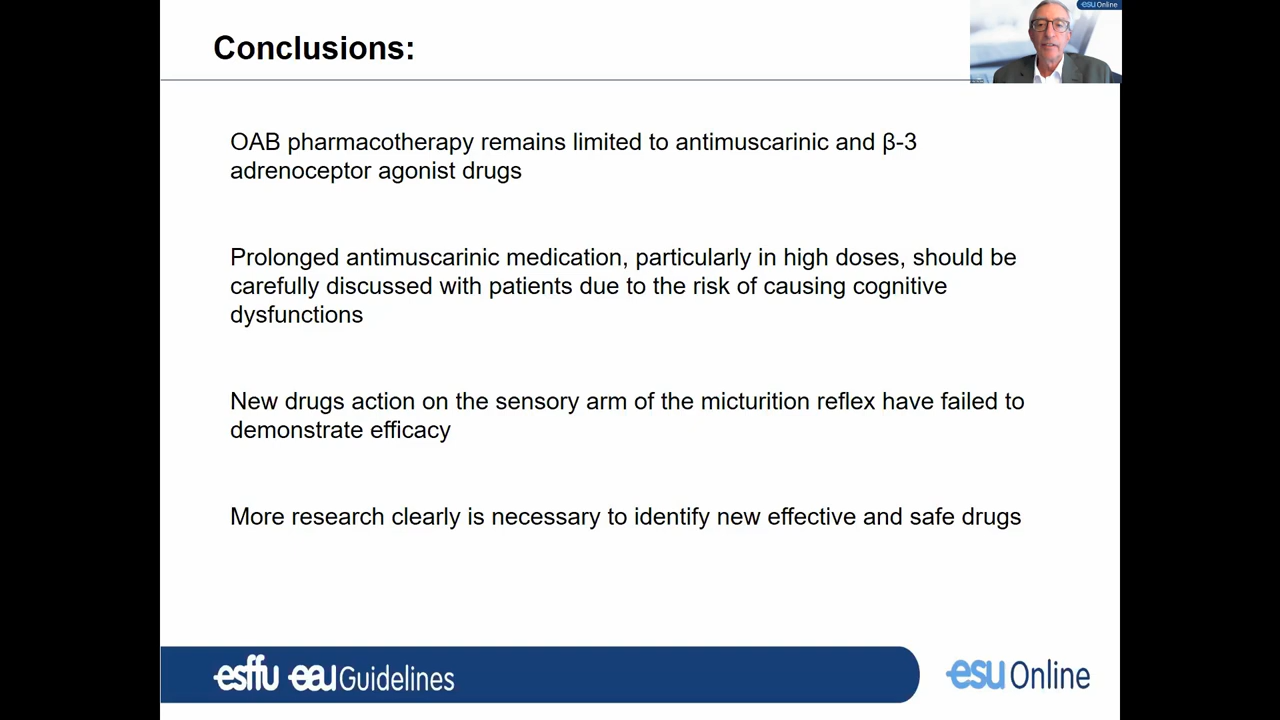 Conclusions:
esu Online
OAB pharmacotherapy remains limited to antimuscarinic and β-3
adrenoceptor agonist drugs
Prolonged antimuscarinic medication, particularly in high doses, should be
carefully discussed with patients due to the risk of causing cognitive
dysfunctions
New drugs action on the sensory arm of the micturition reflex have failed to
demonstrate efficacy
More research clearly is necessary to identify new effective and safe drugs
esffu eau Guidelines
esu Online